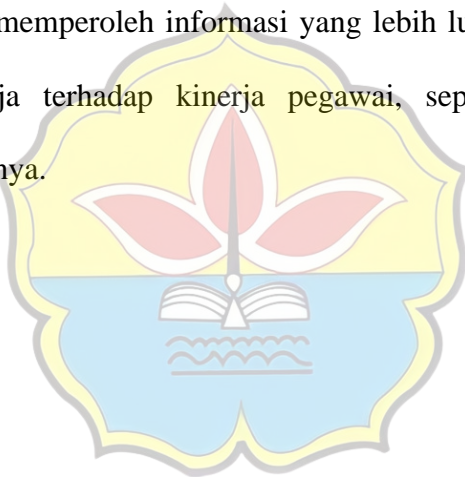 memperoleh informasi yang lebih lu
ja terhadap kinerja pegawai, sep
nya.